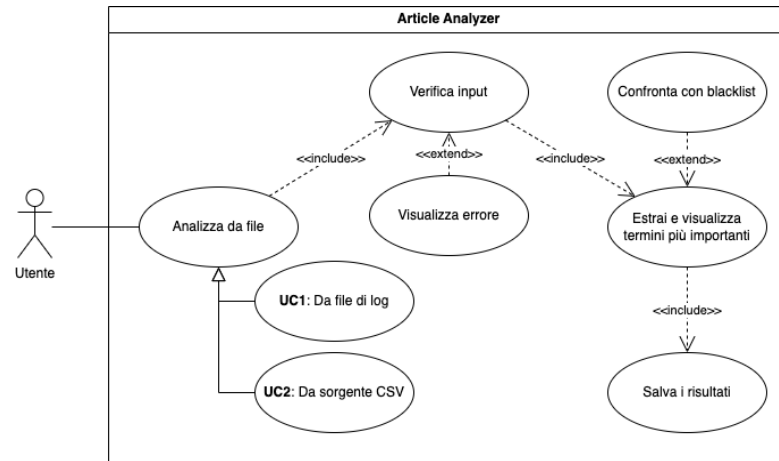 Article Analyzer
Verifica input
Confronta con blacklist
<<include>>
<<extend>>
<<include>>
<<extend>>
Analizza da file
Visualizza errore
Estrai e visualizza
termini più importanti
Utente
UC1: Da file di log
<<include>>
UC2: Da sorgente CSV
Salva i risultati